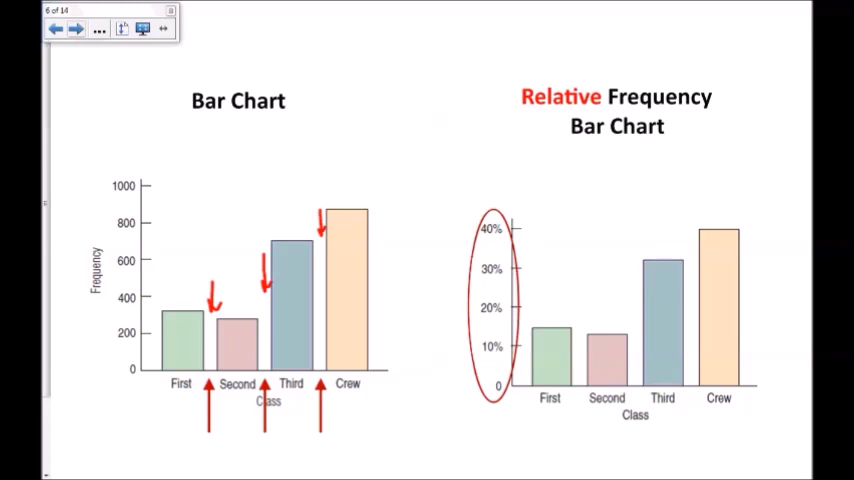 6 of 14
Bar Chart
Relative Frequency
Bar Chart
1000
800
600
400
200
0
Frequency
First Second Third Crew
Class
40%
30%
20%
10%
0
First Second Third Crew
Class